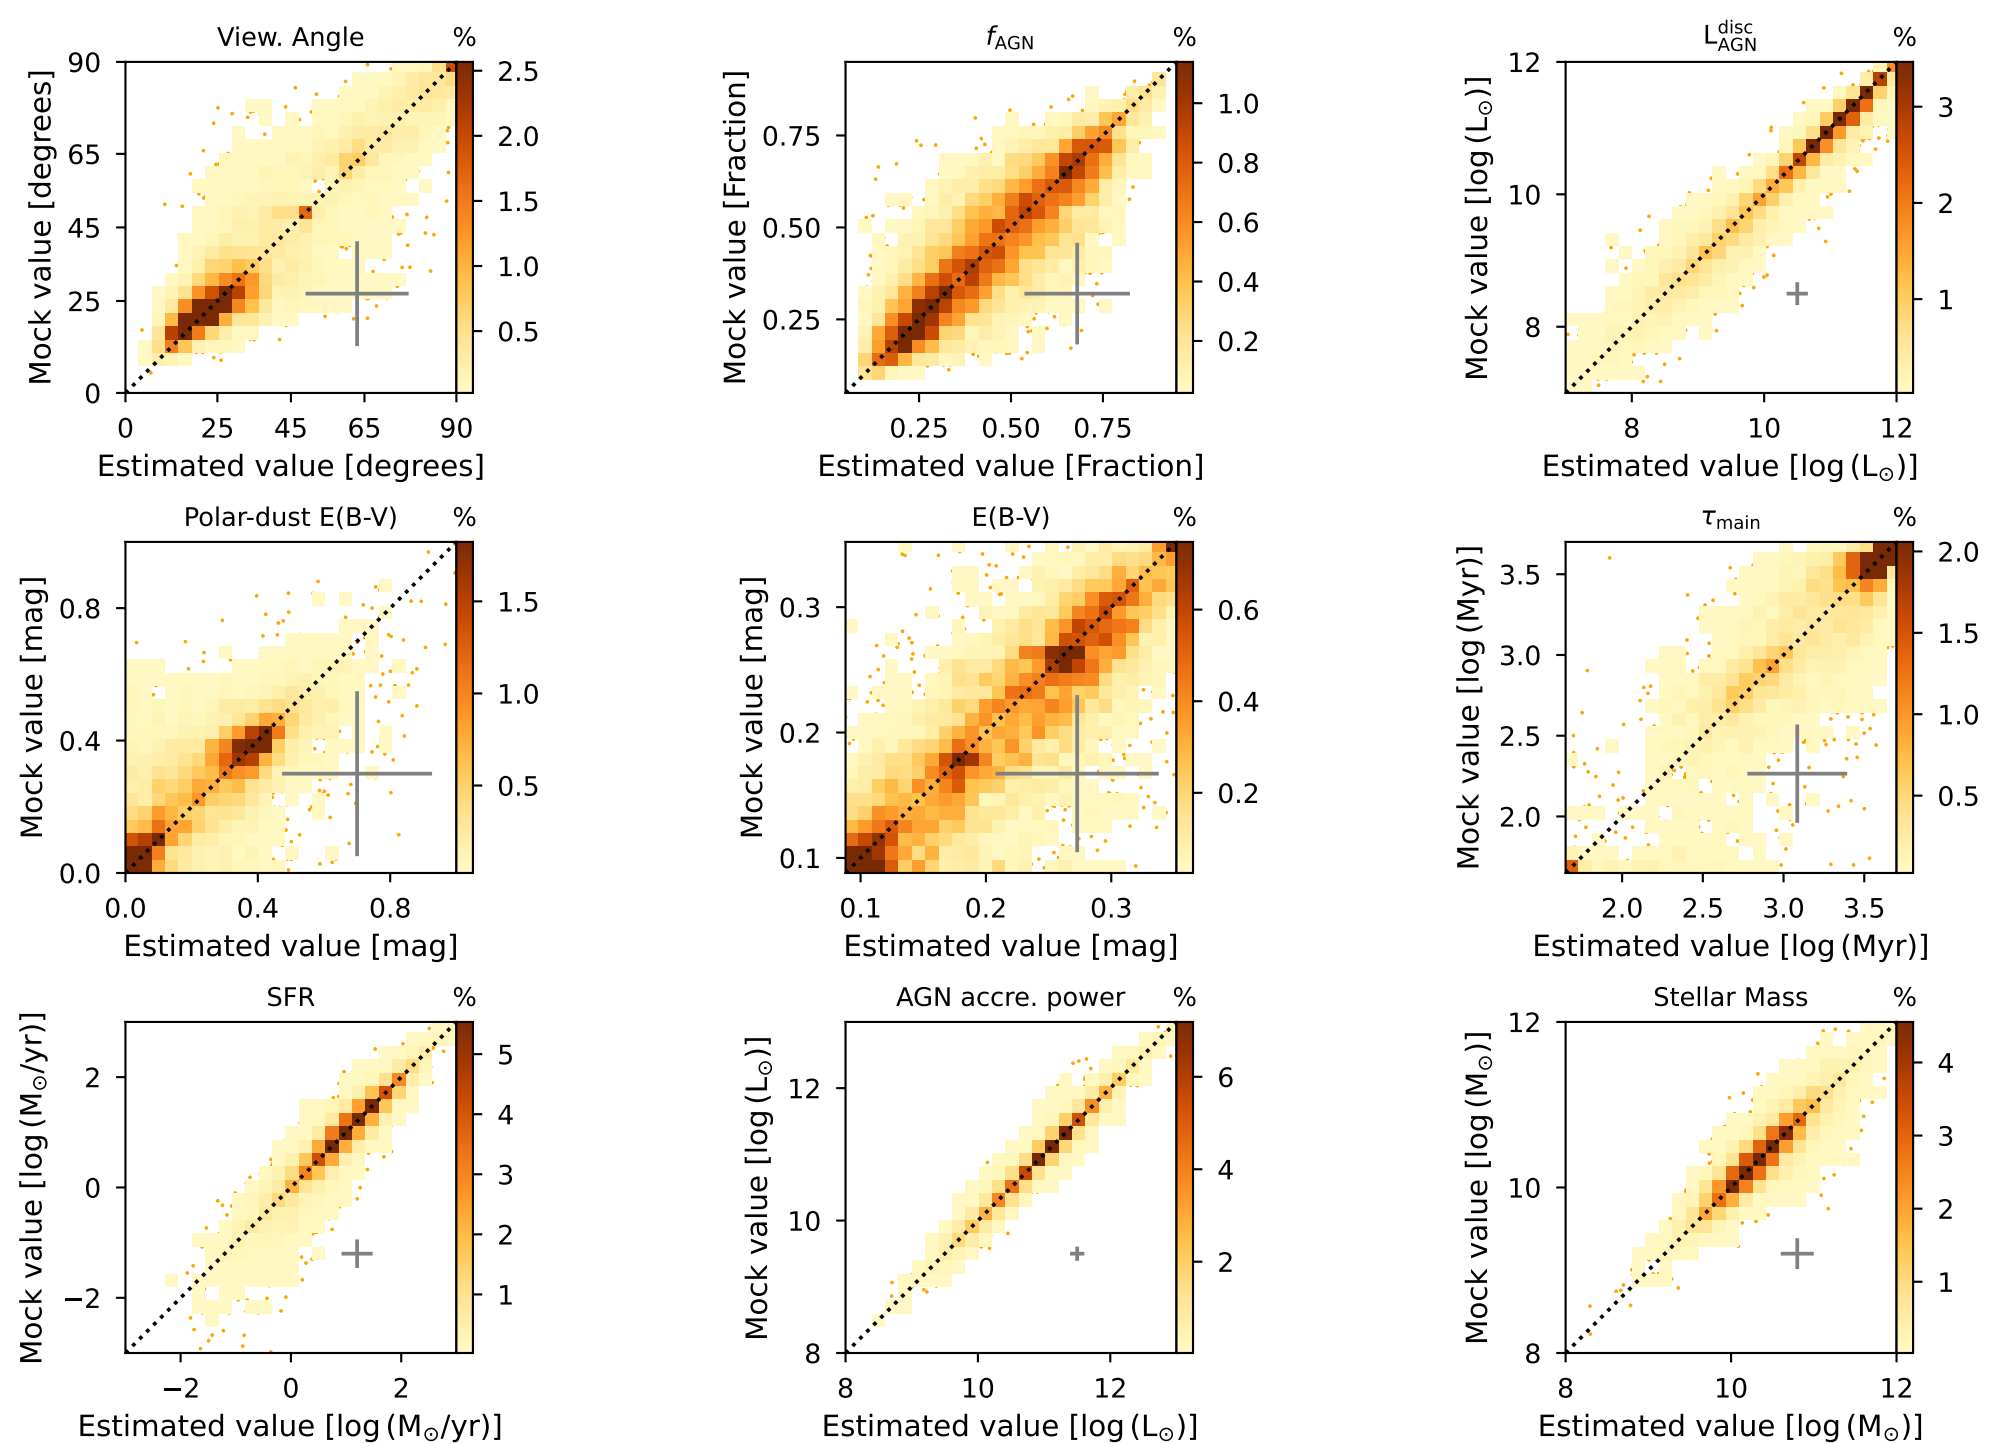 View. Angle %
Mock value [degrees]
90
65
45
25
0
0 25 45 65 90
Estimated value [degrees]
2.5
2.0
1.5
1.0
0.5
f_AGN %
Mock value [Fraction]
0.75
0.50
0.25
0.25 0.50 0.75
Estimated value [Fraction]
1.0
0.8
0.6
0.4
0.2
L_AGN^disc %
Mock value [log (L⊙)]
12
10
8
8 10 12
Estimated value [log (L⊙)]
3
2
1
Polar-dust E(B-V) %
Mock value [mag]
0.8
0.4
0.0
0.0 0.4 0.8
Estimated value [mag]
1.5
1.0
0.5
E(B-V) %
Mock value [mag]
0.3
0.2
0.1
0.1 0.2 0.3
Estimated value [mag]
0.6
0.4
0.2
τ_main %
Mock value [log (Myr)]
3.5
3.0
2.5
2.0
2.0 2.5 3.0 3.5
Estimated value [log (Myr)]
2.0
1.5
1.0
0.5
SFR %
Mock value [log (M⊙/yr)]
2
0
−2
−2 0 2
Estimated value [log (M⊙/yr)]
5
4
3
2
1
AGN accre. power %
Mock value [log (L⊙)]
12
10
8
8 10 12
Estimated value [log (L⊙)]
6
4
2
Stellar Mass %
Mock value [log (M⊙)]
12
10
8
8 10 12
Estimated value [log (M⊙)]
4
3
2
1